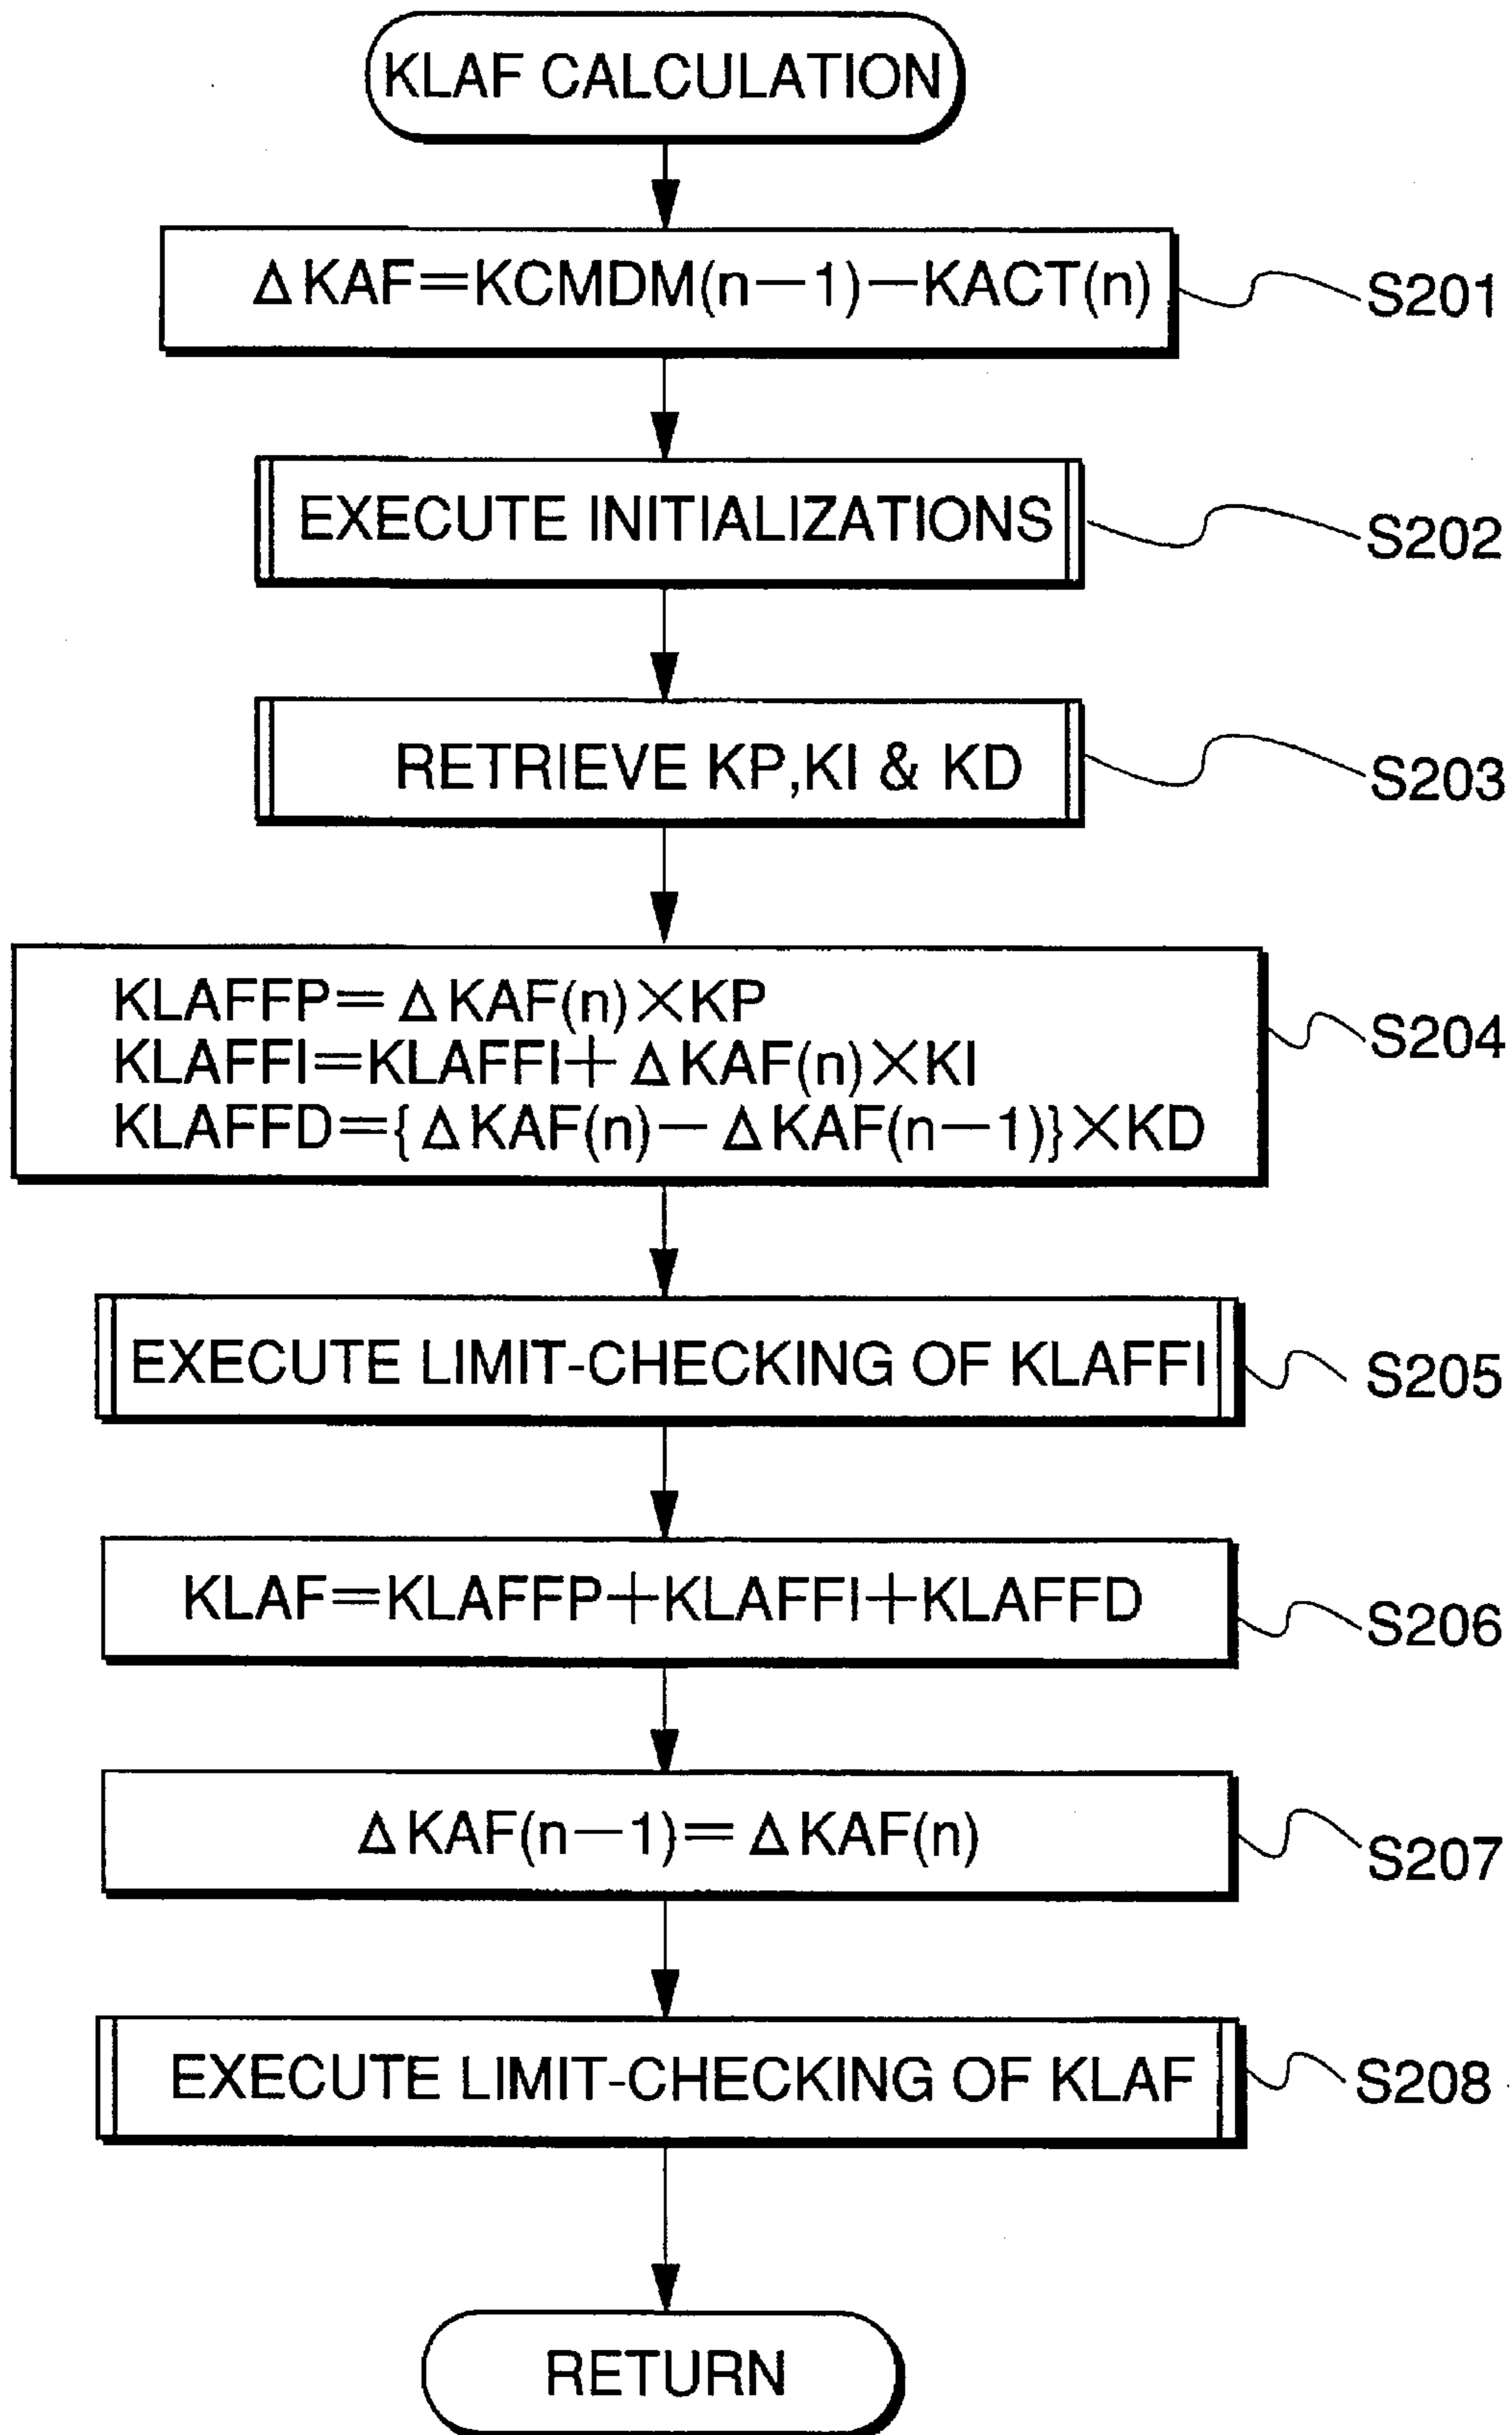 KLAF CALCULATION
ΔKAF=KCMDM(n−1)−KACT(n)
S201
EXECUTE INITIALIZATIONS
S202
RETRIEVE KP,KI & KD
S203
KLAFFP=ΔKAF(n)×KP
KLAFFI=KLAFFI+ΔKAF(n)×KI
KLAFFD={ΔKAF(n)−ΔKAF(n−1)}×KD
S204
EXECUTE LIMIT-CHECKING OF KLAFFI
S205
KLAF=KLAFFP+KLAFFI+KLAFFD
S206
ΔKAF(n−1)=ΔKAF(n)
S207
EXECUTE LIMIT-CHECKING OF KLAF
S208
RETURN